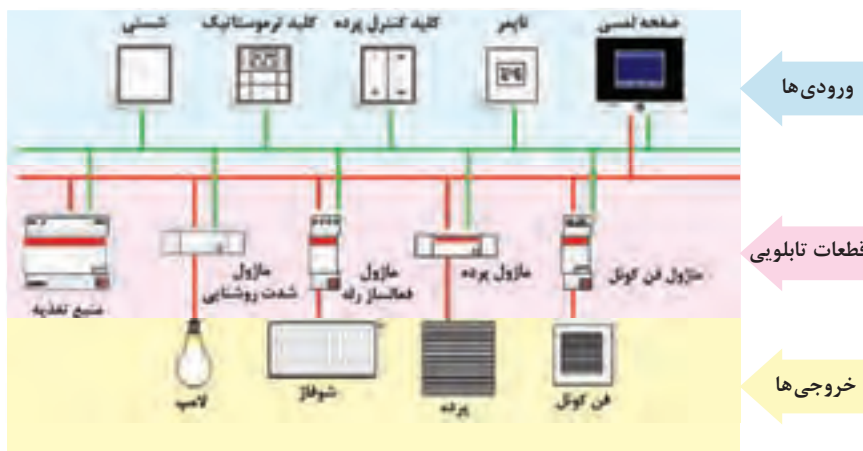 صفحه لمسی
تایمر
کلید کنترل پرده
کلید ترموستاتیک
شستی
ورودی‌ها
قطعات تابلویی
ماژول فن کوئل
ماژول پرده
ماژول
فعالساز رله
ماژول
شدت روشنایی
منبع تغذیه
خروجی‌ها
فن کوئل
پرده
شوفاژ
لامپ